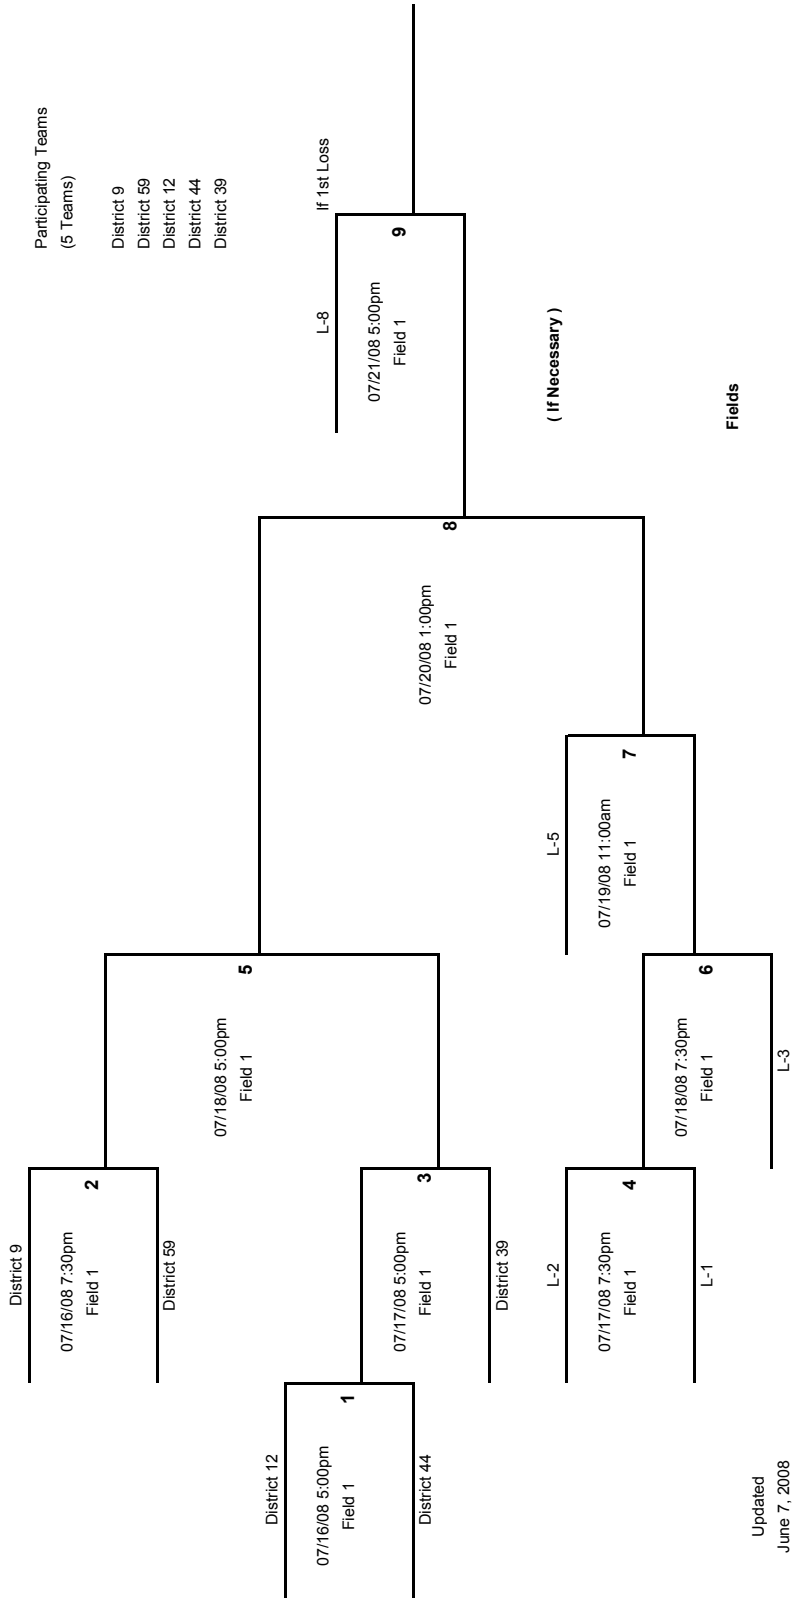 Participating Teams
(5 Teams)
District 9
District 59
District 12
District 44
District 39
District 9
07/16/08 7:30pm
Field 1
2
District 59
07/18/08 5:00pm
Field 1
5
District 12
07/16/08 5:00pm
Field 1
1
District 44
07/17/08 5:00pm
Field 1
3
District 39
L-8
If 1st Loss
07/21/08 5:00pm
Field 1
9
07/20/08 1:00pm
Field 1
8
( If Necessary )
L-2
07/17/08 7:30pm
Field 1
4
L-1
L-5
07/19/08 11:00am
Field 1
7
07/18/08 7:30pm
Field 1
6
L-3
Fields
Updated
June 7, 2008